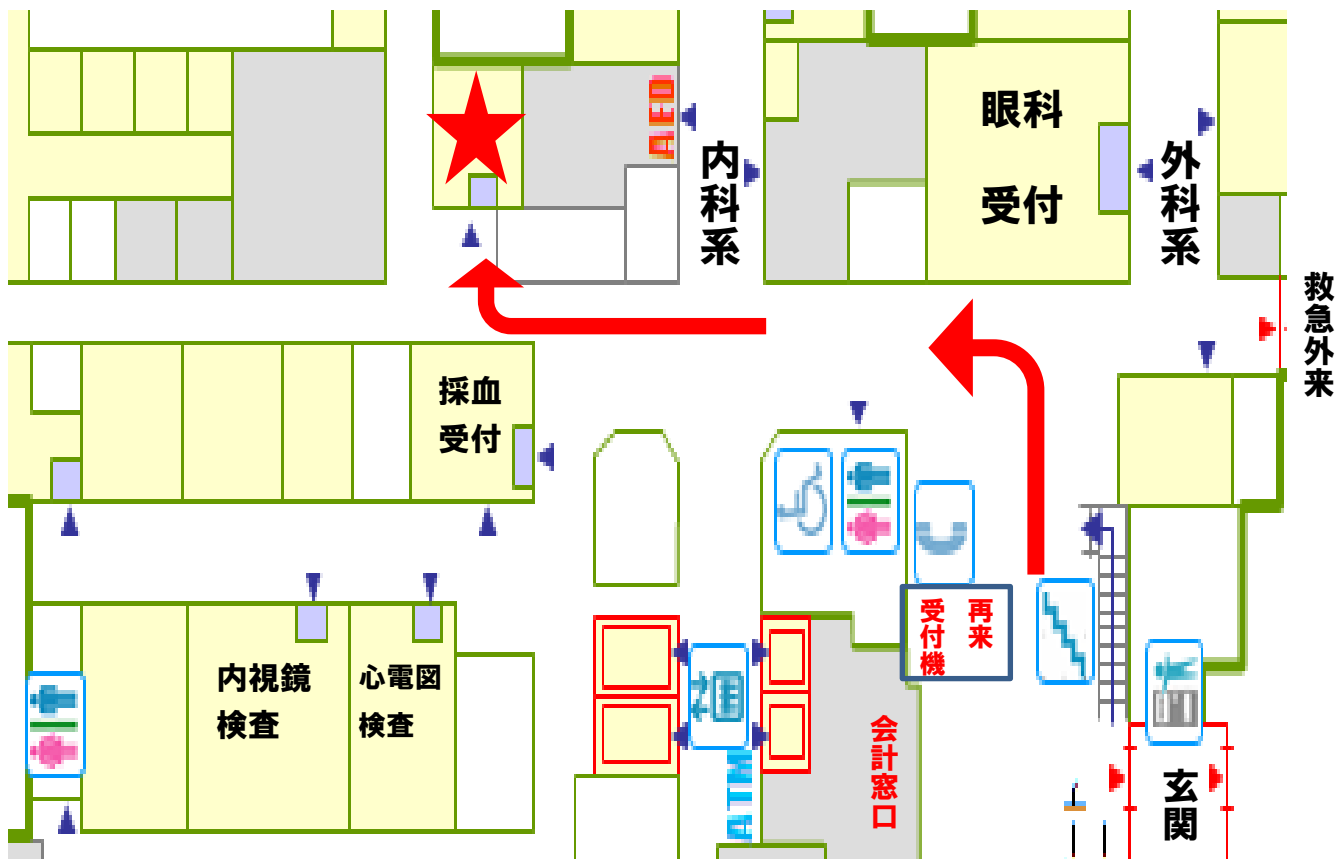 AED
内科系
眼科
受付
外科系
救急外来
採血
受付
再来
受付機
内視鏡
検査
心電図
検査
会計窓口
ATM
玄関